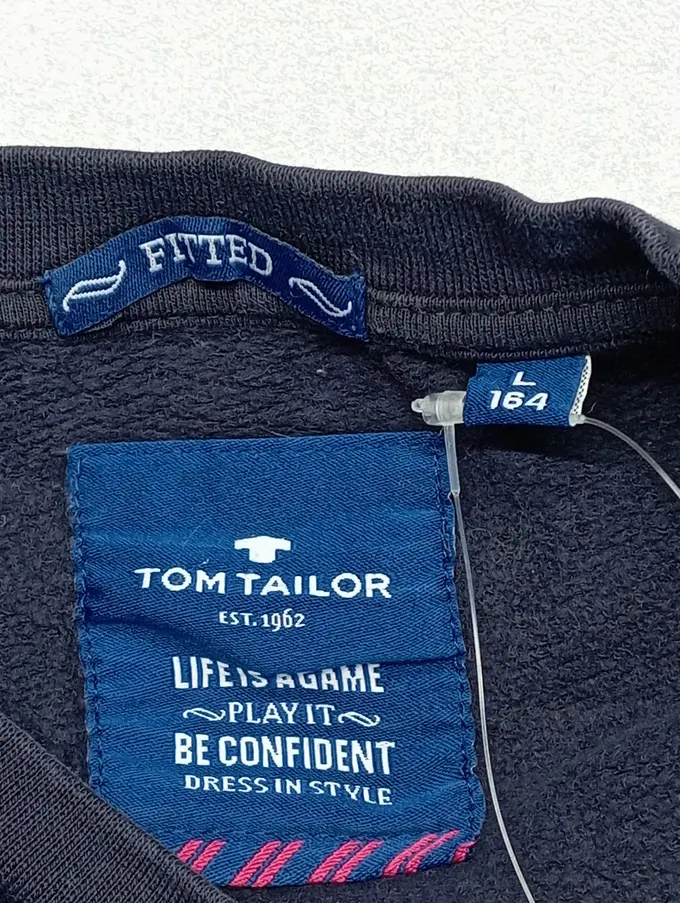 FITTED
L
164
TOM TAILOR
EST. 1962
LIFE IS A GAME
PLAY IT
BE CONFIDENT
DRESS IN STYLE